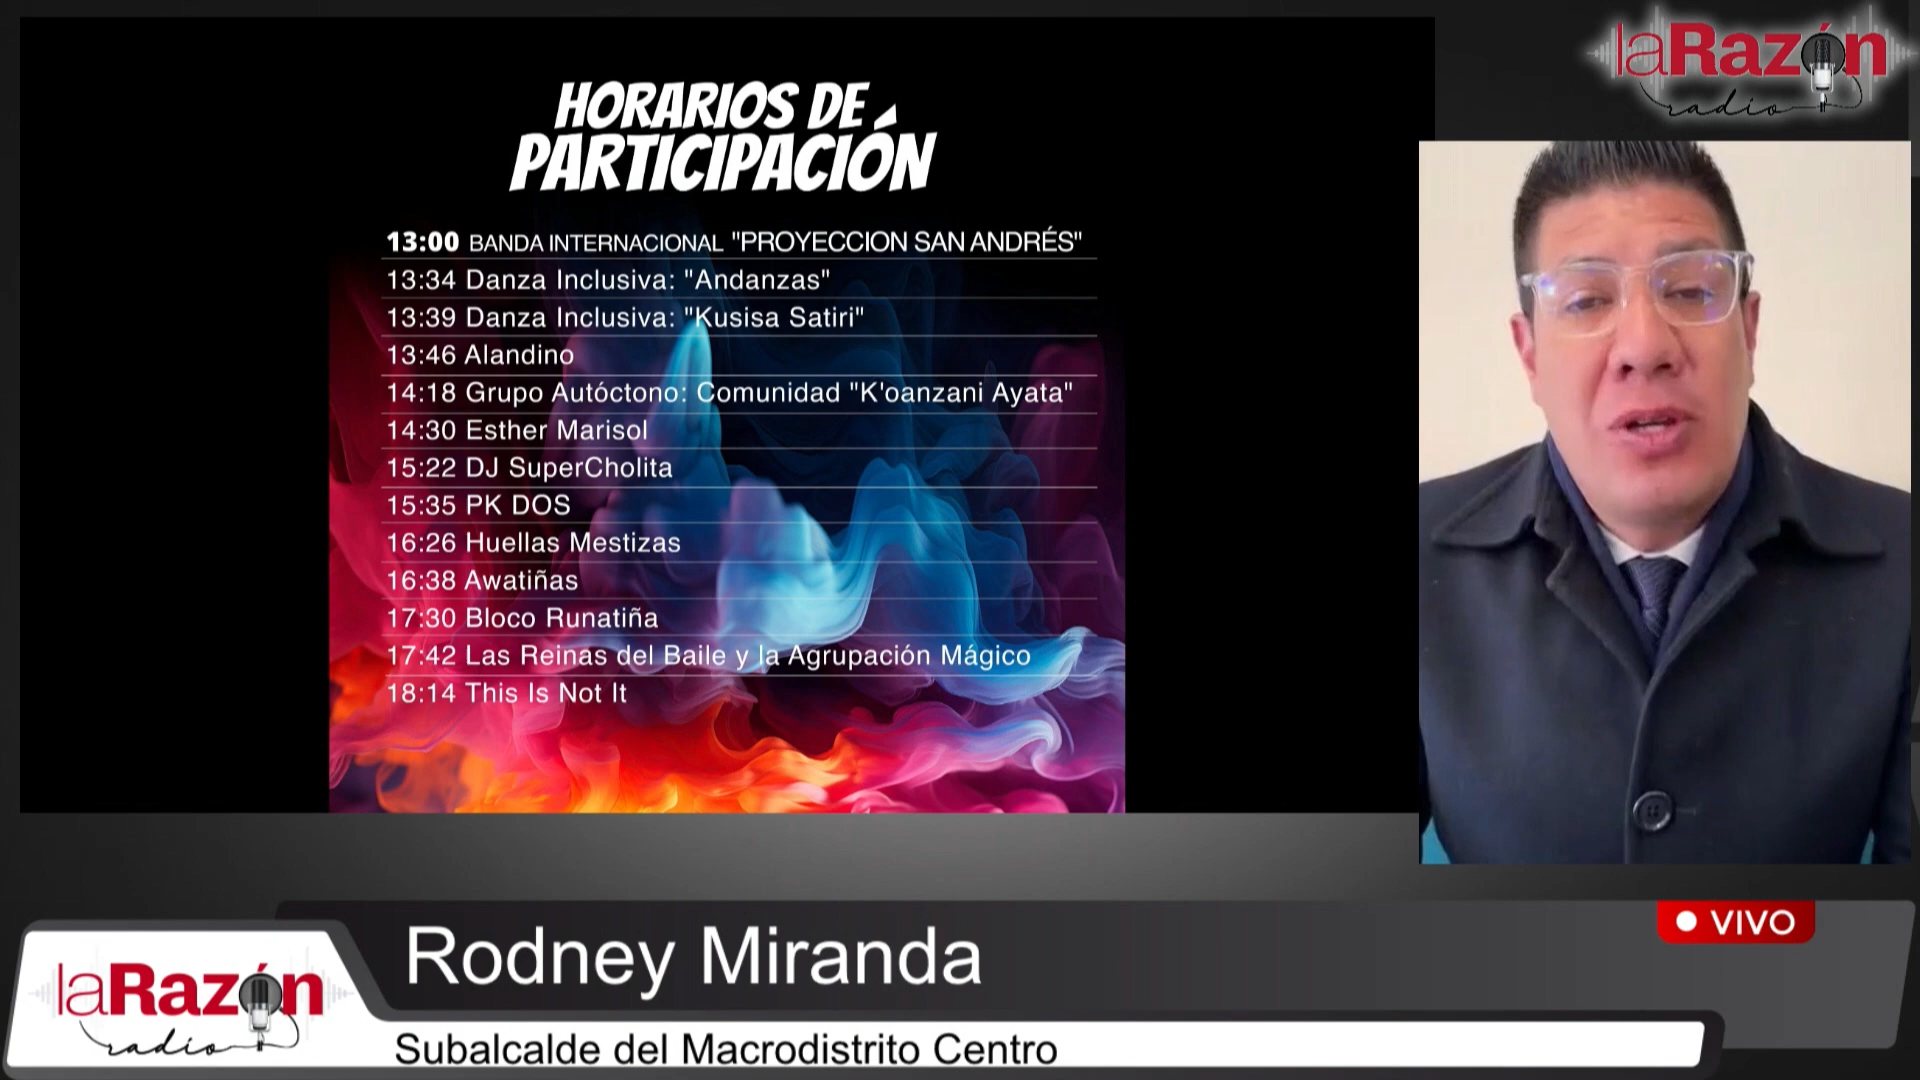 laRazón
radio
HORARIOS DE
PARTICIPACIÓN
13:00 BANDA INTERNACIONAL "PROYECCION SAN ANDRÉS"
13:34 Danza Inclusiva: "Andanzas"
13:39 Danza Inclusiva: "Kusisa Satiri"
13:46 Alandino
14:18 Grupo Autóctono: Comunidad "K'oanzani Ayata"
14:30 Esther Marisol
15:22 DJ SuperCholita
15:35 PK DOS
16:26 Huellas Mestizas
16:38 Awatiñas
17:30 Bloco Runatiña
17:42 Las Reinas del Baile y la Agrupación Mágico
18:14 This Is Not It
VIVO
Rodney Miranda
laRazón
radio
Subalcalde del Macrodistrito Centro